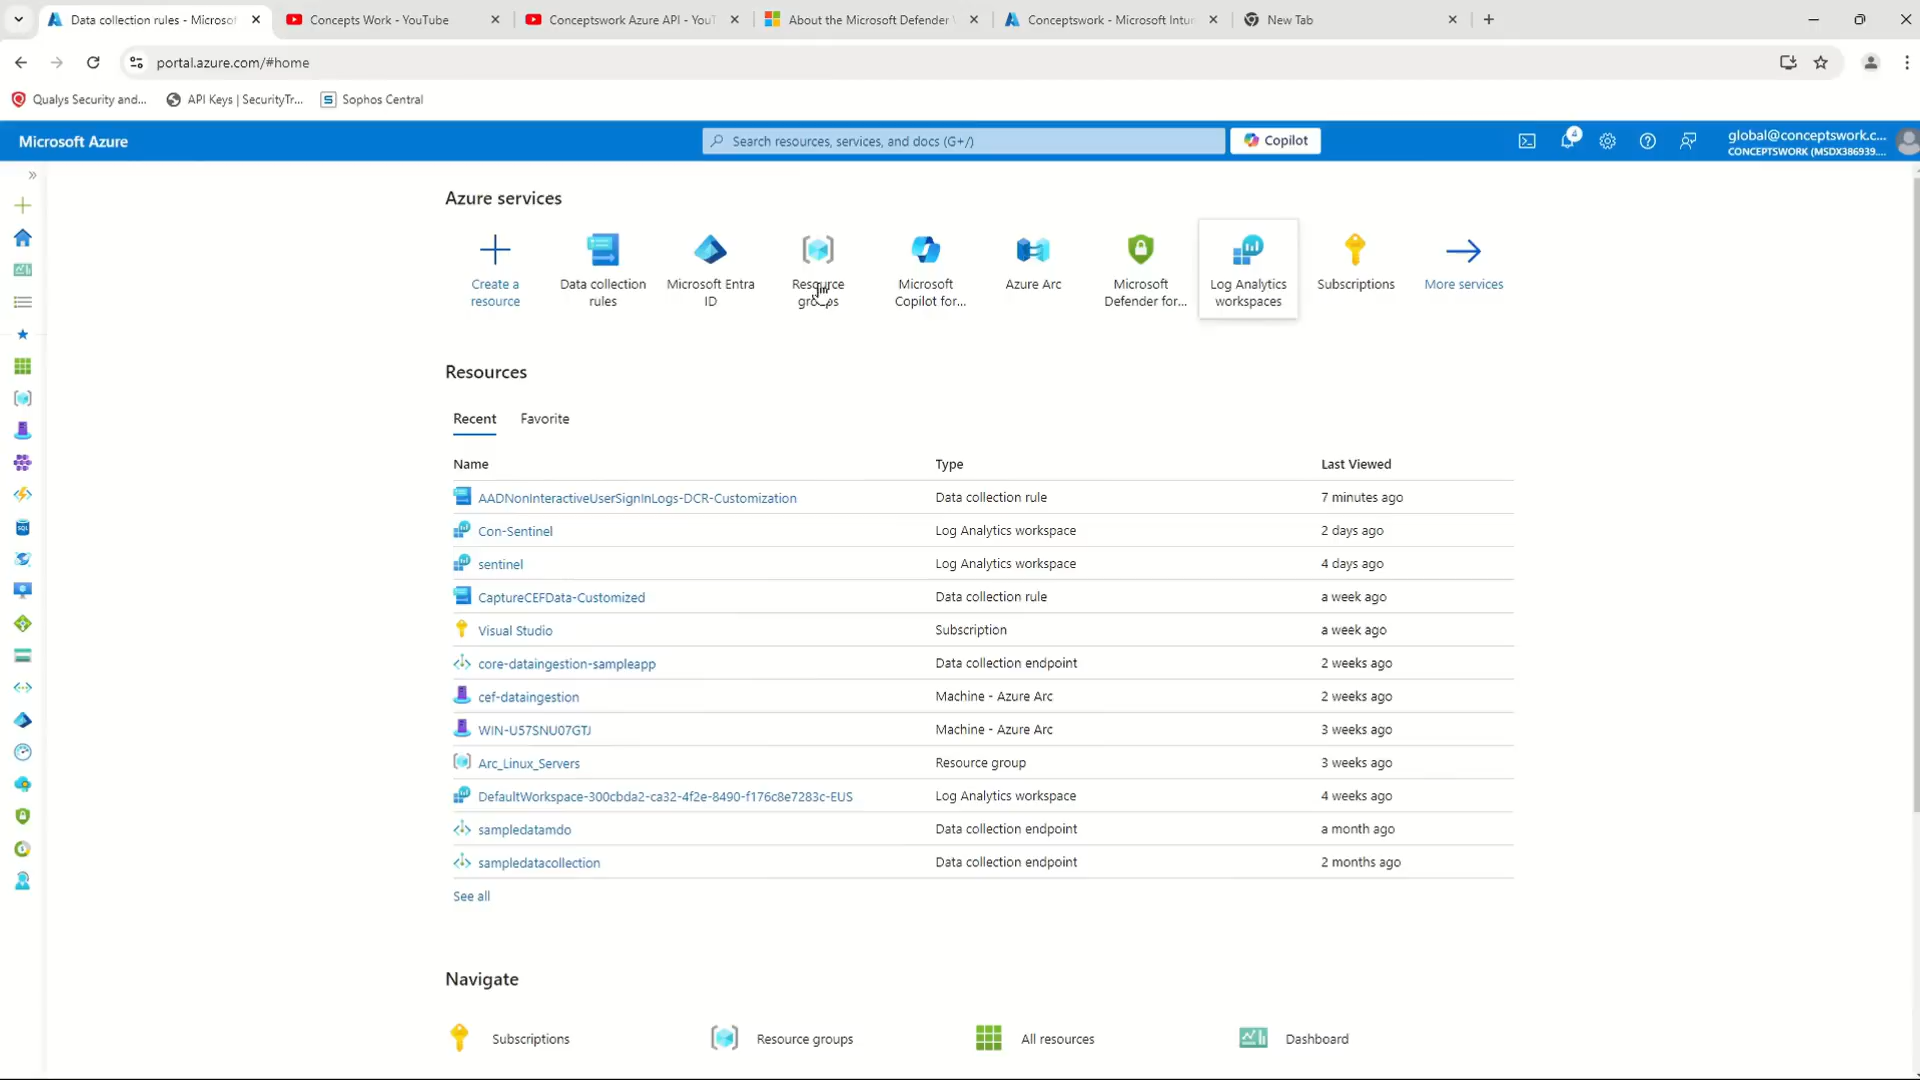 Data collection rules - Microsof
Concepts Work - YouTube
Conceptswork Azure API - YouT
About the Microsoft Defender
Conceptswork - Microsoft Intun
New Tab
portal.azure.com/#home
Qualys Security and...
API Keys | SecurityTr...
Sophos Central
Microsoft Azure
Search resources, services, and docs (G+/)
Copilot
4
global@conceptswork.c...
CONCEPTSWORK (MSDX386939....
Azure services
Create a resource
Data collection rules
Microsoft Entra ID
Resource groups
Microsoft Copilot for...
Azure Arc
Microsoft Defender for...
Log Analytics workspaces
Subscriptions
More services
Resources
Recent Favorite
Name Type Last Viewed
AADNonInteractiveUserSignInLogs-DCR-Customization Data collection rule 7 minutes ago
Con-Sentinel Log Analytics workspace 2 days ago
sentinel Log Analytics workspace 4 days ago
CaptureCEFData-Customized Data collection rule a week ago
Visual Studio Subscription a week ago
core-dataingestion-sampleapp Data collection endpoint 2 weeks ago
cef-dataingestion Machine - Azure Arc 2 weeks ago
WIN-U57SNU07GTJ Machine - Azure Arc 3 weeks ago
Arc_Linux_Servers Resource group 3 weeks ago
DefaultWorkspace-300cbda2-ca32-4f2e-8490-f176c8e7283c-EUS Log Analytics workspace 4 weeks ago
sampledatamdo Data collection endpoint a month ago
sampledatacollection Data collection endpoint 2 months ago
See all
Navigate
Subscriptions Resource groups All resources Dashboard